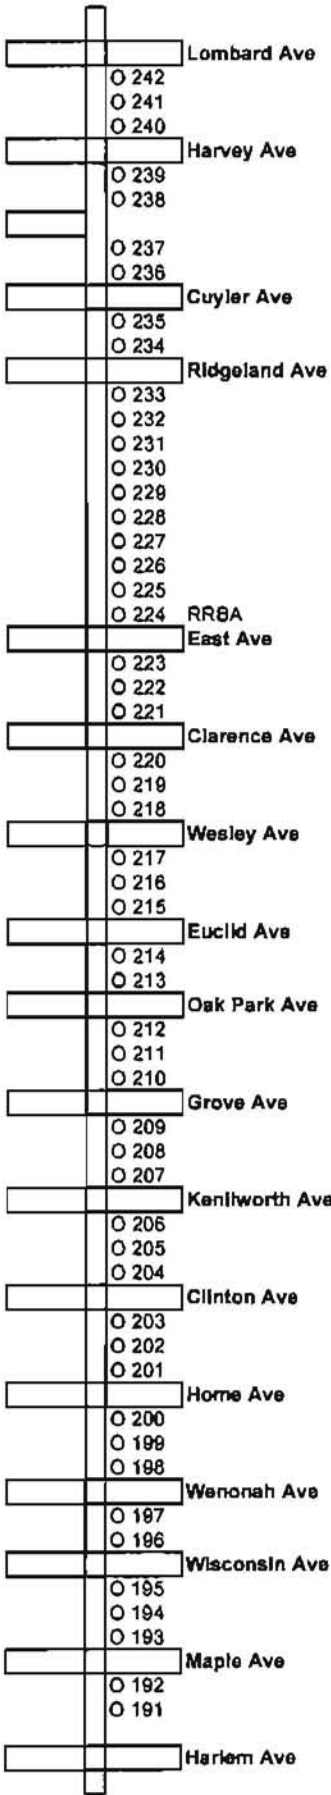 Lombard Ave
O 242
O 241
O 240
Harvey Ave
O 239
O 238
O 237
O 236
Cuyler Ave
O 235
O 234
Ridgeland Ave
O 233
O 232
O 231
O 230
O 229
O 228
O 227
O 226
O 225
O 224 RRSA
East Ave
O 223
O 222
O 221
Clarence Ave
O 220
O 219
O 218
Wesley Ave
O 217
O 216
O 215
Euclid Ave
O 214
O 213
Oak Park Ave
O 212
O 211
O 210
Grove Ave
O 209
O 208
O 207
Kenilworth Ave
O 206
O 205
O 204
Clinton Ave
O 203
O 202
O 201
Home Ave
O 200
O 199
O 198
Wenonah Ave
O 197
O 196
Wisconsin Ave
O 195
O 194
O 193
Maple Ave
O 192
O 191
Harlem Ave